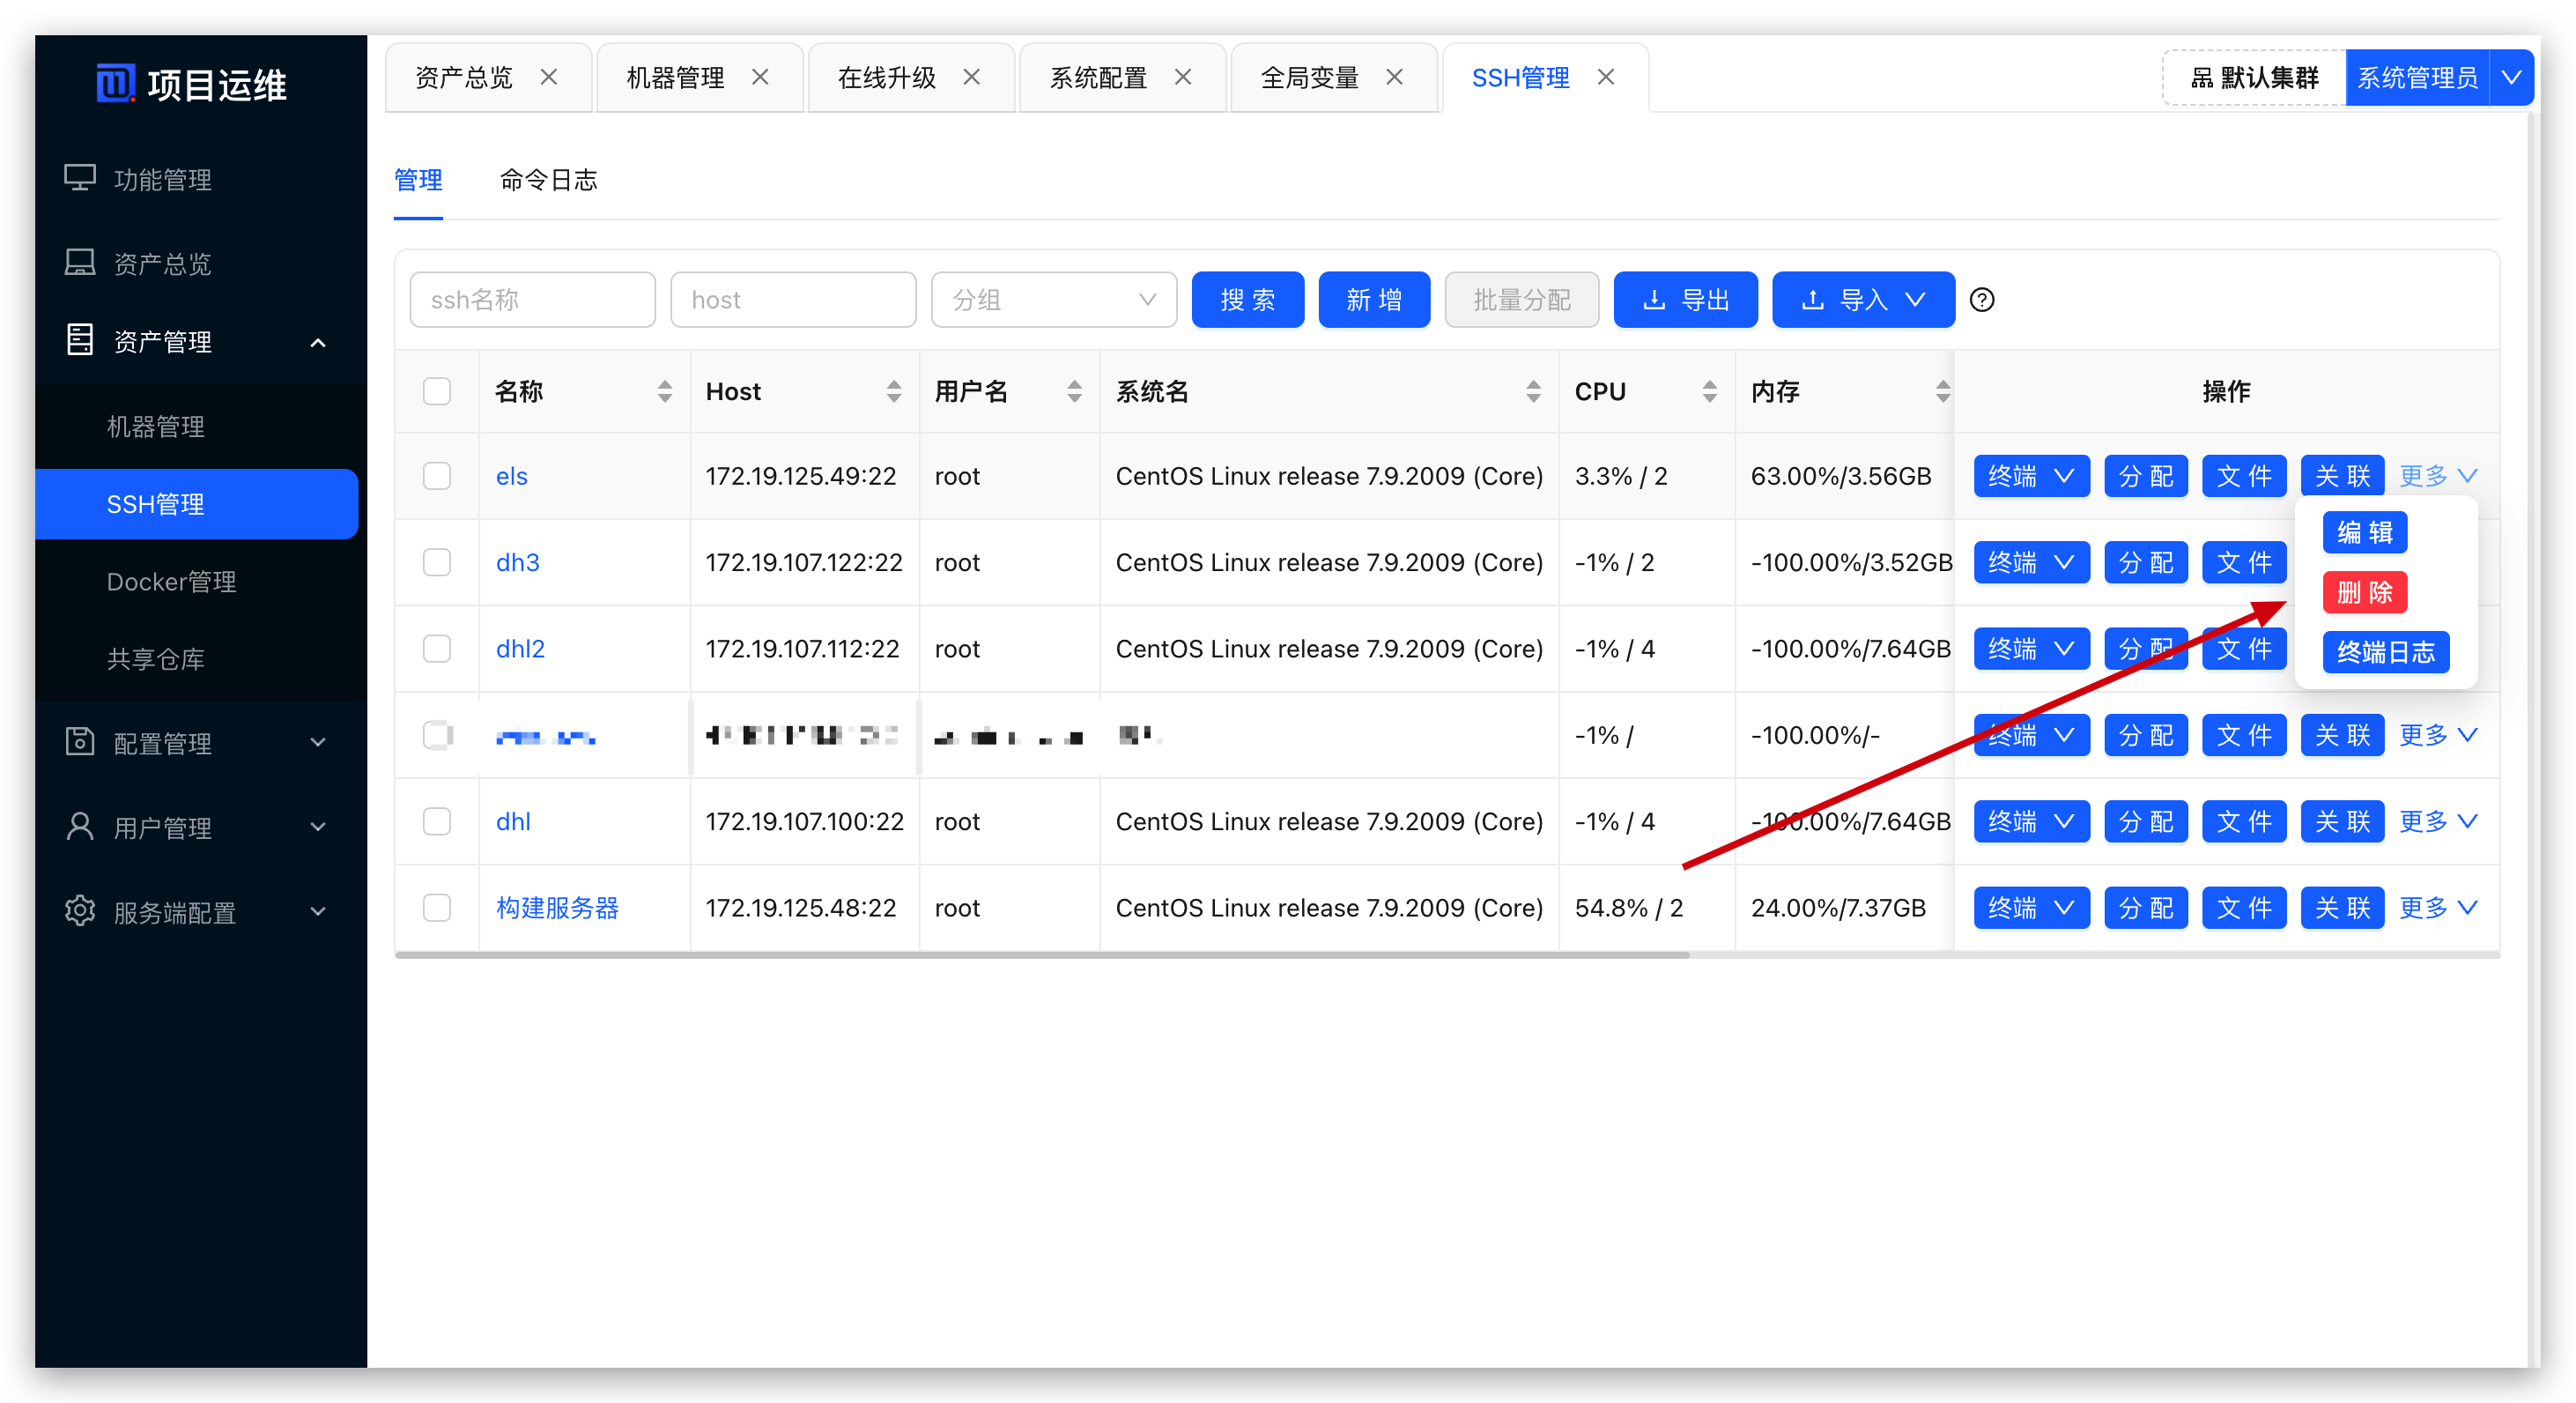 项目运维
功能管理
资产总览
资产管理
机器管理
SSH管理
Docker管理
共享仓库
配置管理
用户管理
服务端配置
资产总览 机器管理 在线升级 系统配置 全局变量 SSH管理 默认集群 系统管理员
管理 命令日志
ssh名称 host 分组 搜 索 新 增 批量分配 导出 导入
名称 Host 用户名 系统名 CPU 内存 操作
els 172.19.125.49:22 root CentOS Linux release 7.9.2009 (Core) 3.3% / 2 63.00%/3.56GB 终端 分 配 文 件 关 联 更多
编 辑
dh3 172.19.107.122:22 root CentOS Linux release 7.9.2009 (Core) -1% / 2 -100.00%/3.52GB 终端 分 配 文 件
删 除
dhl2 172.19.107.112:22 root CentOS Linux release 7.9.2009 (Core) -1% / 4 -100.00%/7.64GB 终端 分 配 文 件
终端日志
-1% / -100.00%/- 终端 分 配 文 件 关 联 更多
dhl 172.19.107.100:22 root CentOS Linux release 7.9.2009 (Core) -1% / 4 -100.00%/7.64GB 终端 分 配 文 件 关 联 更多
构建服务器 172.19.125.48:22 root CentOS Linux release 7.9.2009 (Core) 54.8% / 2 24.00%/7.37GB 终端 分 配 文 件 关 联 更多